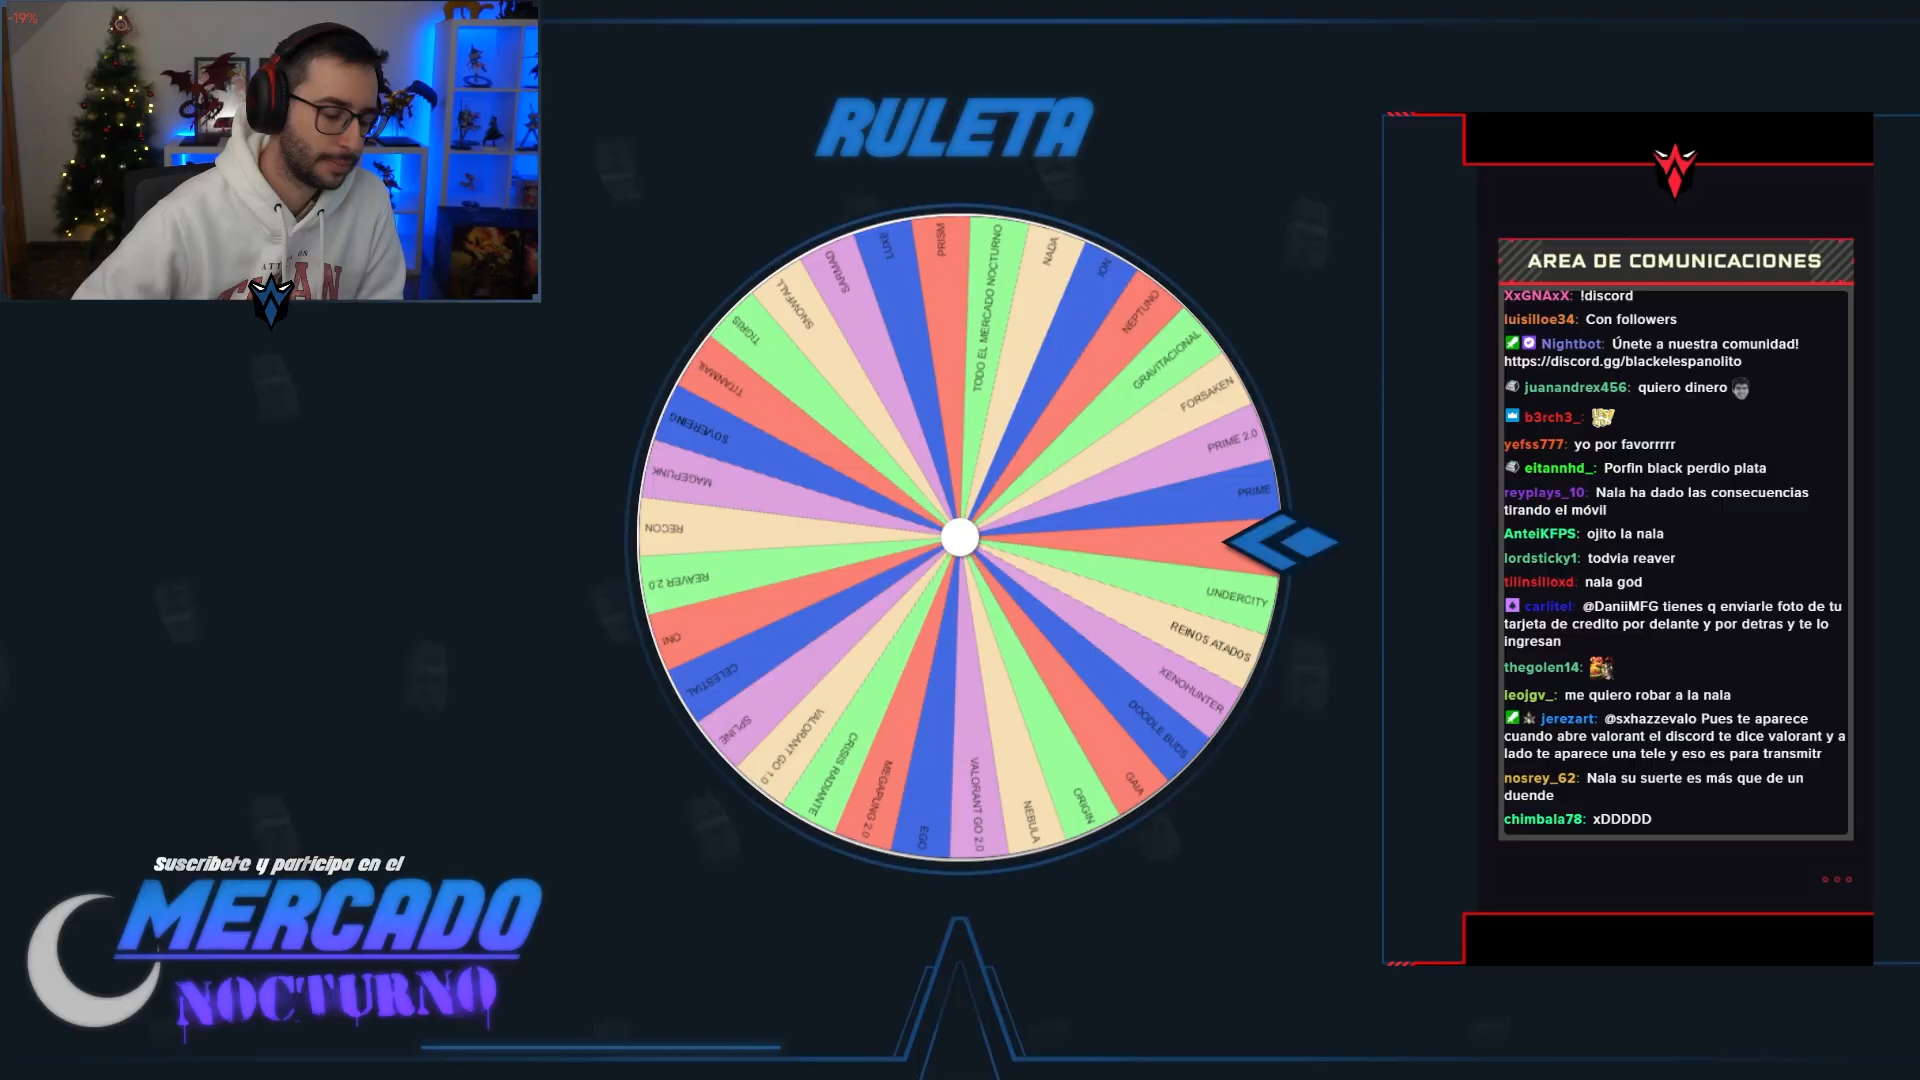 -19%
RULETA
PRISM
TODO EL MERCADO NOCTURNO
NADA
ION
NEPTUNO
GRAVITACIONAL
FORSAKEN
PRIME 2.0
PRIME
UNDERCITY
REINOS ATADOS
XENOHUNTER
DOODLE BUDS
GAIA
ORIGIN
NEBULA
VALORANT GO 2.0
EGO
MEGAPUNG 2.0
CRISIS RADIANTE
VALORANT GO 1.0
SPLINE
CELESTIAL
ONI
REAVER 2.0
RECON
MAGEPUNK
SOVEREING
TITANMAIL
TIGRIS
SNOWFALL
SARMAD
LUXE
AREA DE COMUNICACIONES
XxGNAxX: !discord
luisilloe34: Con followers
Nightbot: Únete a nuestra comunidad!
https://discord.gg/blackelespanolito
juanandrex456: quiero dinero
b3rch3_:
yefss777: yo por favorrrrr
eitannhd_: Porfin black perdio plata
reyplays_10: Nala ha dado las consecuencias
tirando el móvil
AnteiKFPS: ojito la nala
lordsticky1: todvia reaver
tilinsilioxd: nala god
carlitel: @DaniiMFG tienes q enviarle foto de tu
tarjeta de credito por delante y por detras y te lo
ingresan
thegolen14:
leojgv_: me quiero robar a la nala
jerezart: @sxhazzevalo Pues te aparece
cuando abre valorant el discord te dice valorant y a
lado te aparece una tele y eso es para transmitr
nosrey_62: Nala su suerte es más que de un
duende
chimbala78: xDDDDD
Suscribete y participa en el
MERCADO
NOCTURNO